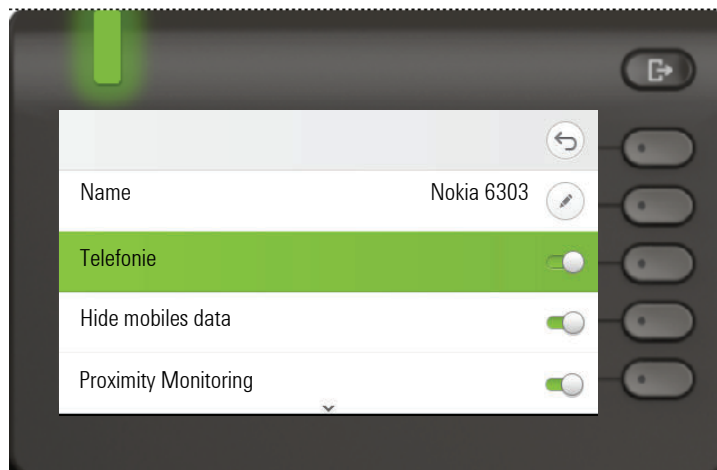 Name Nokia 6303
Telefonie
Hide mobiles data
Proximity Monitoring